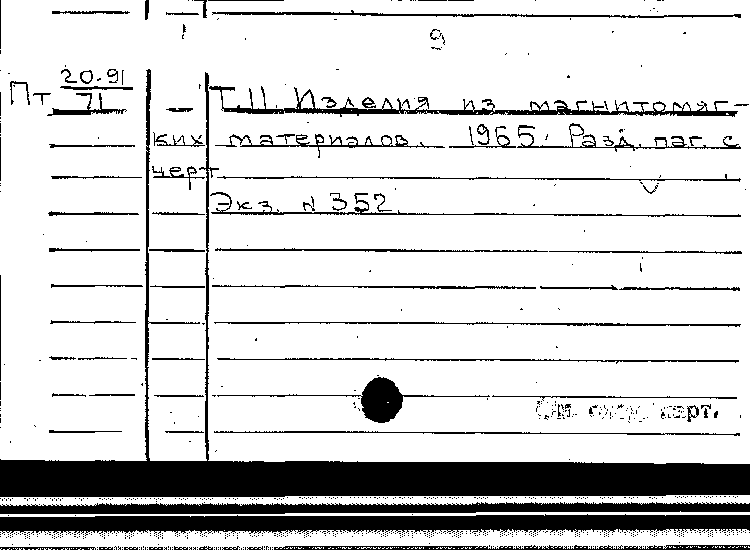 9
Пт 20-91
71
Т.11. Изделия из магнитомяг-
ких материалов. 1965. Разд. паг. с
черт.
Экз. N 352.
См. след. карт.